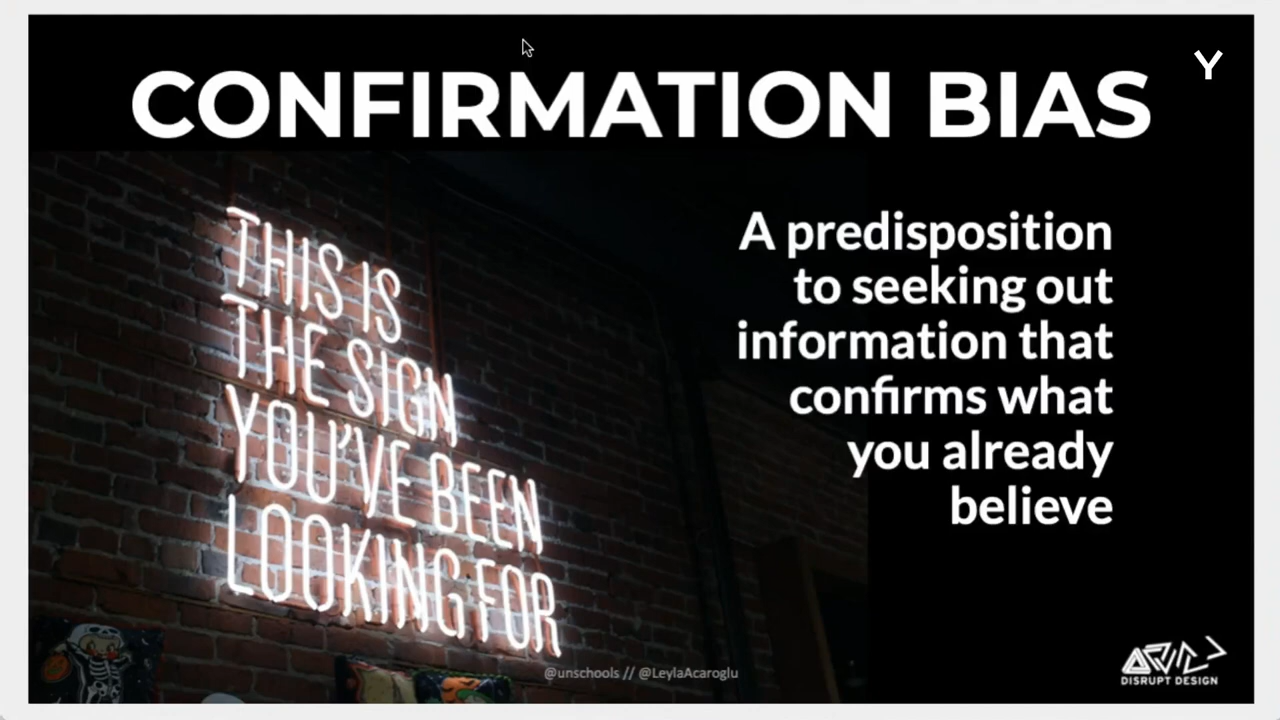 Y
CONFIRMATION BIAS
THIS IS
THE SIGN
YOU'VE BEEN
LOOKING FOR
A predisposition
to seeking out
information that
confirms what
you already
believe
@unschools // @LeylaAcaroglu
DISRUPT DESIGN